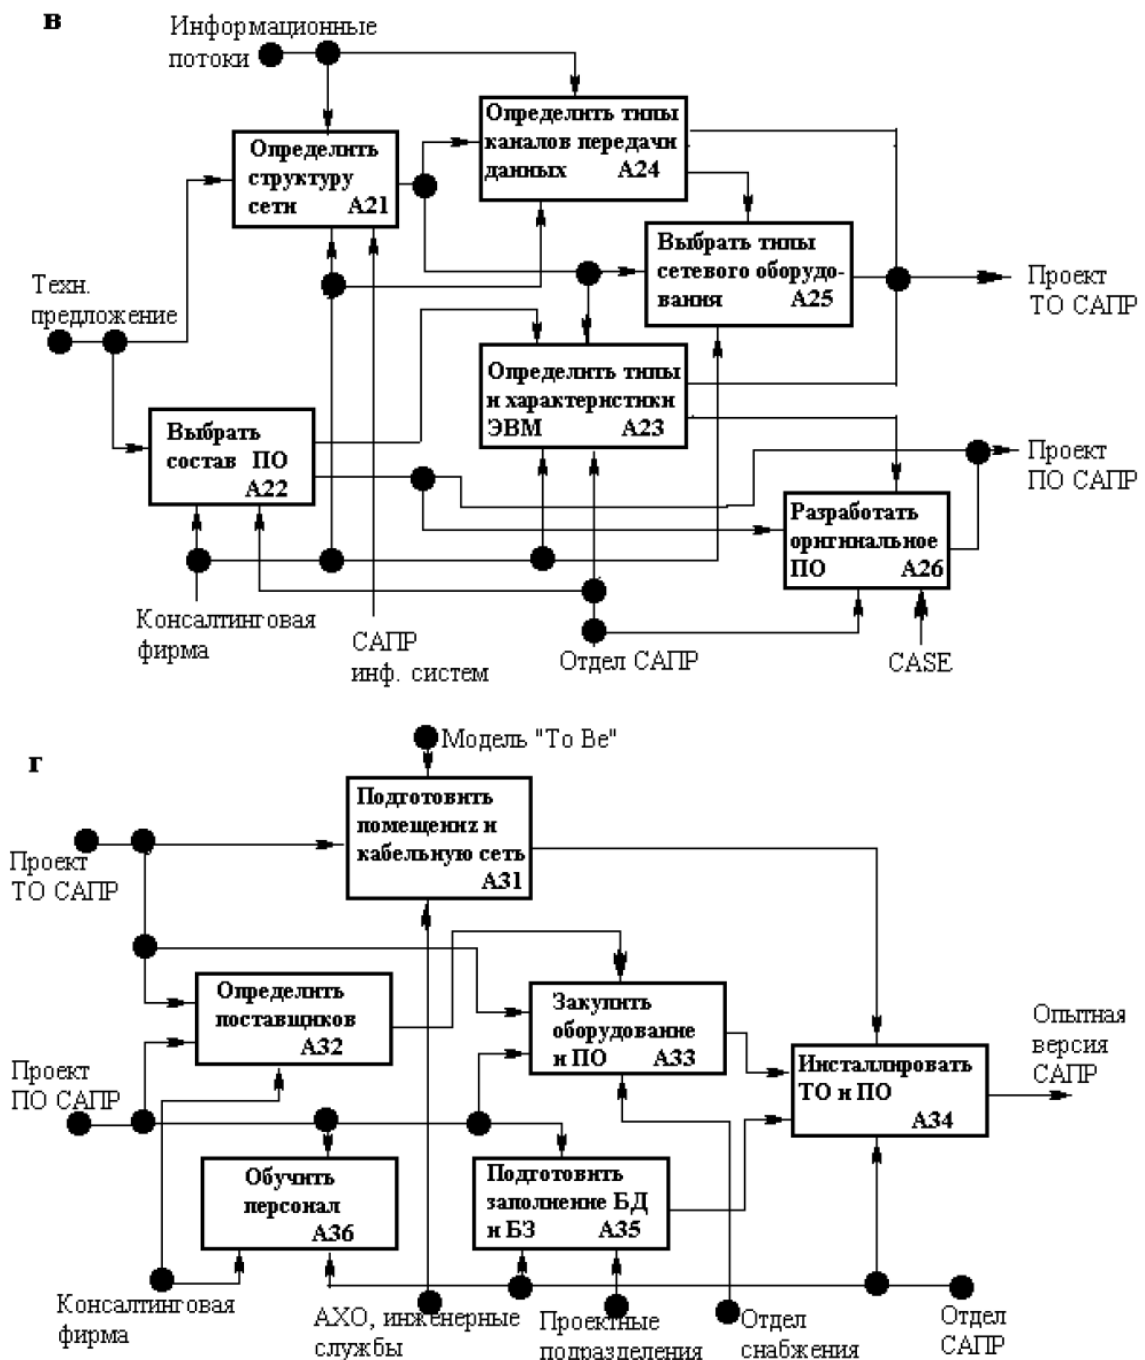 в
Информационные
потоки
Определить
структуру
сети А21
Определить типы
каналов передачи
данных А24
Выбрать типы
сетевого оборудо-
вания А25
Проект
ТО САПР
Техн.
предложение
Определить типы
и характеристики
ЭВМ А23
Выбрать
состав ПО
А22
Проект
ПО САПР
Разработать
оригинальное
ПО А26
Консалтинговая
фирма
САПР
инф. систем
Отдел САПР
CASE
г
Модель "To Be"
Подготовить
помещениz и
кабельную сеть
А31
Проект
ТО САПР
Определить
поставщиков
А32
Закупить
оборудование
и ПО А33
Опытная
версия
САПР
Инсталлировать
ТО и ПО
А34
Проект
ПО САПР
Обучить
персонал
А36
Подготовить
заполнение БД
и БЗ А35
Консалтинговая
фирма
АХО, инженерные
службы
Проектные
подразделения
Отдел
снабжения
Отдел
САПР